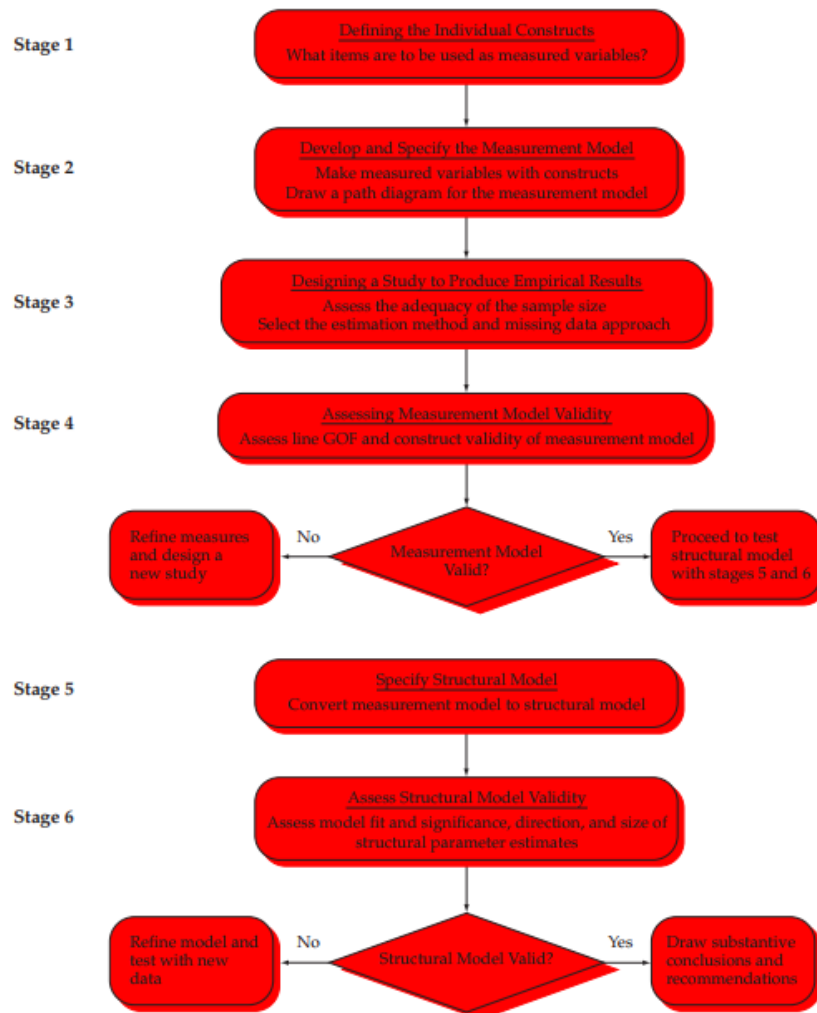 Stage 1
Defining the Individual Constructs
What items are to be used as measured variables?
Stage 2
Develop and Specify the Measurement Model
Make measured variables with constructs
Draw a path diagram for the measurement model
Stage 3
Designing a Study to Produce Empirical Results
Assess the adequacy of the sample size
Select the estimation method and missing data approach
Stage 4
Assessing Measurement Model Validity
Assess line GOF and construct validity of measurement model
Refine measures
and design a
new study
No
Measurement Model
Valid?
Yes
Proceed to test
structural model
with stages 5 and 6
Stage 5
Specify Structural Model
Convert measurement model to structural model
Stage 6
Assess Structural Model Validity
Assess model fit and significance, direction, and size of
structural parameter estimates
Refine model and
test with new
data
No
Structural Model Valid?
Yes
Draw substantive
conclusions and
recommendations